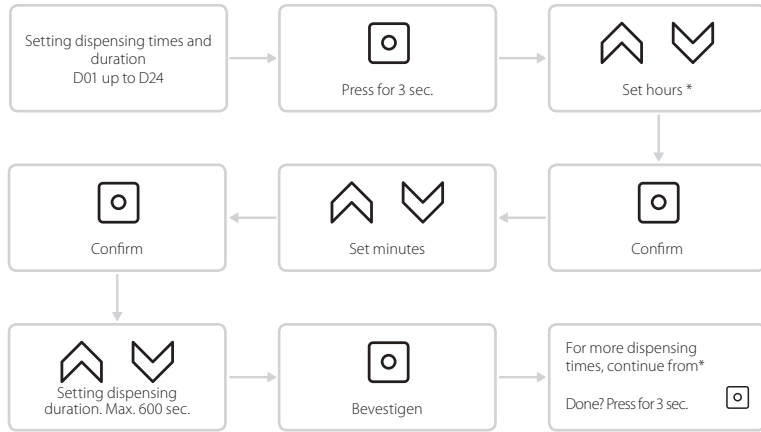 Setting dispensing times and
duration
D01 up to D24
Press for 3 sec.
Set hours *
Confirm
Set minutes
Confirm
Setting dispensing
duration. Max. 600 sec.
Bevestigen
For more dispensing
times, continue from*
Done? Press for 3 sec.